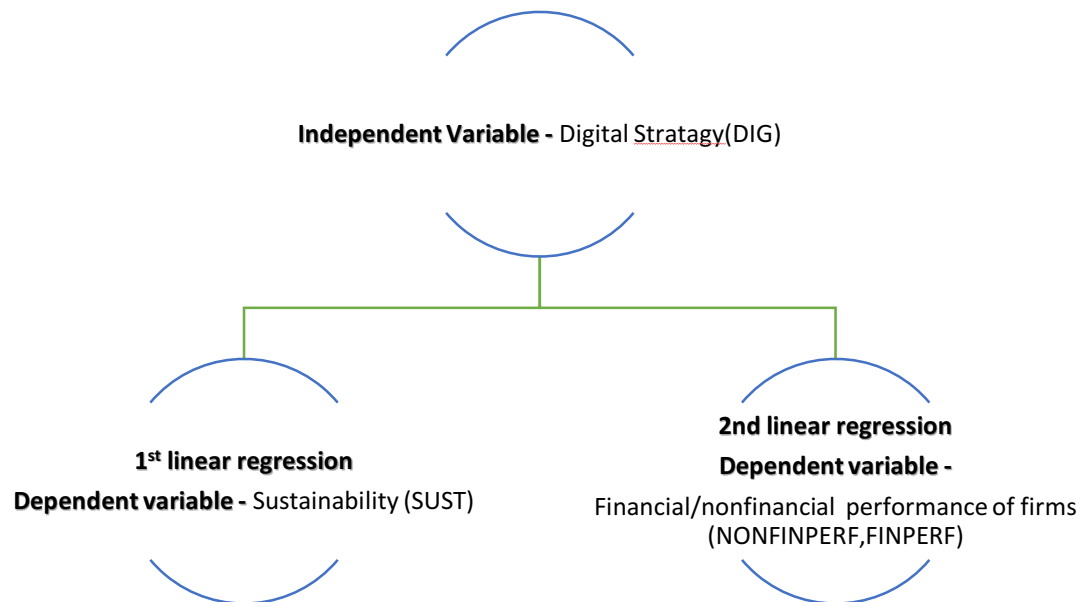 Independent Variable - Digital Stratagy(DIG)
1st linear regression
Dependent variable - Sustainability (SUST)
2nd linear regression
Dependent variable -
Financial/nonfinancial performance of firms
(NONFINPERF,FINPERF)